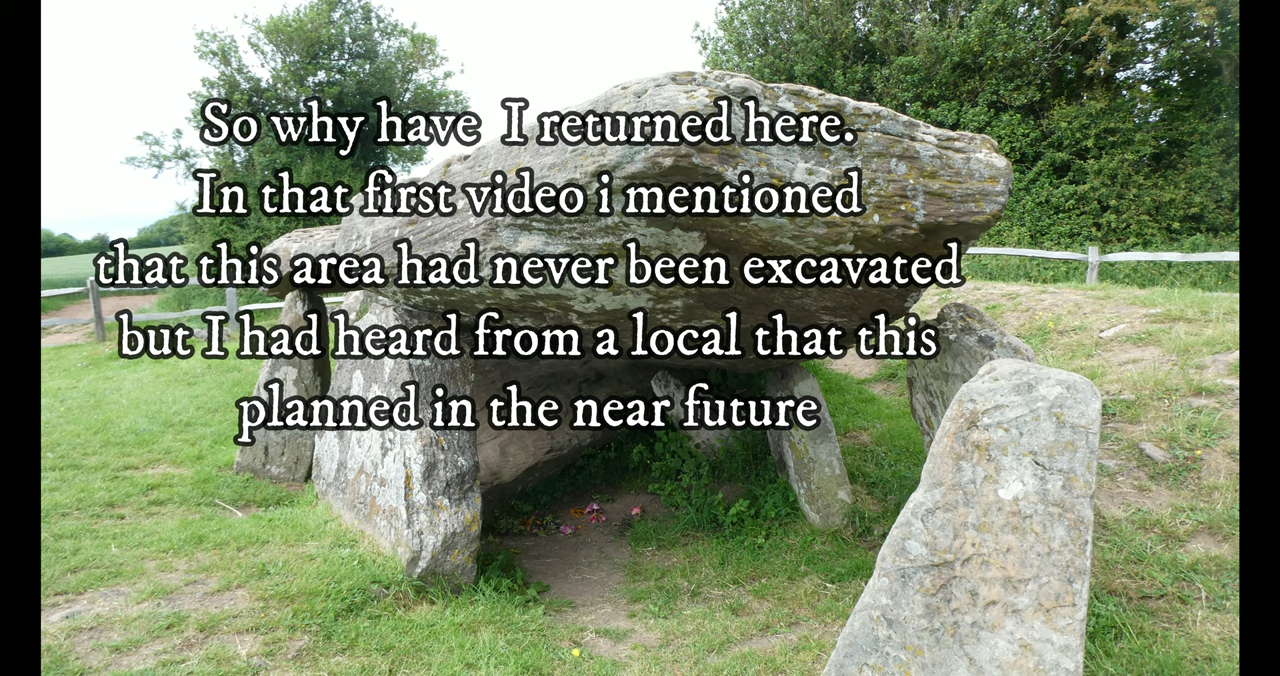 So why have I returned here.
In that first video i mentioned
that this area had never been excavated
but I had heard from a local that this
planned in the near future